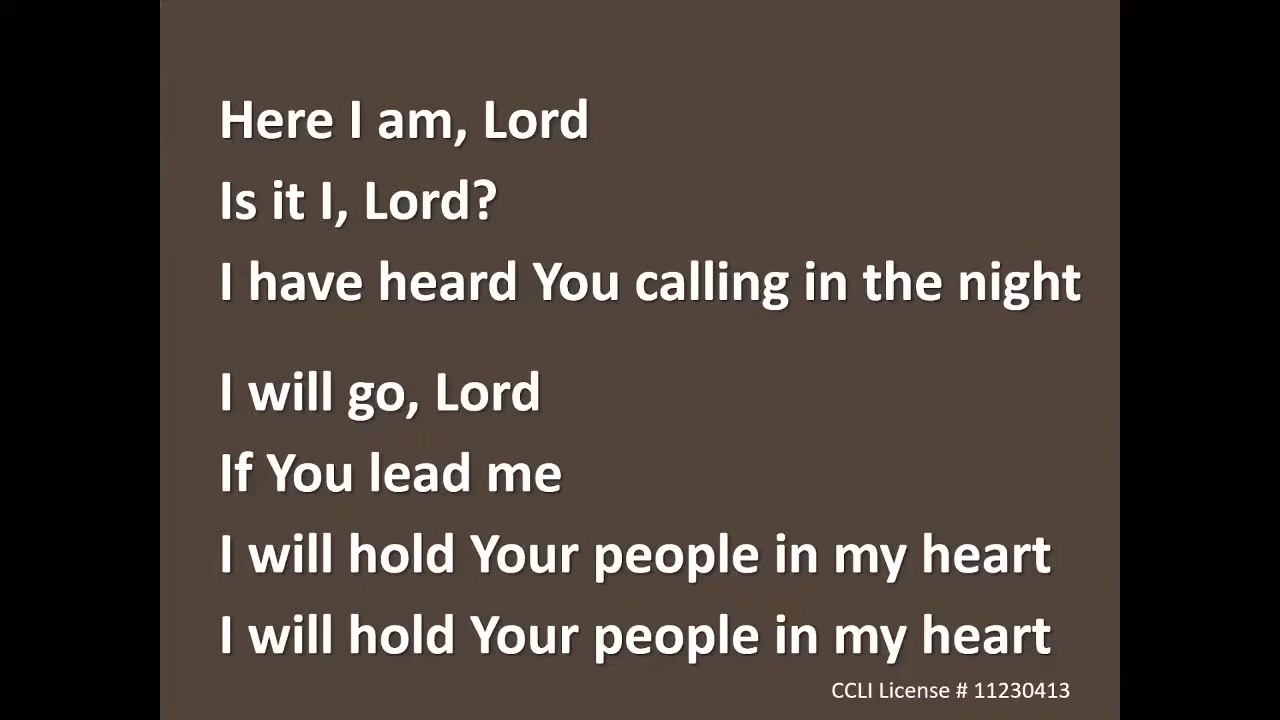 Here I am, Lord
Is it I, Lord?
I have heard You calling in the night
I will go, Lord
If You lead me
I will hold Your people in my heart
I will hold Your people in my heart
CCLI License # 11230413